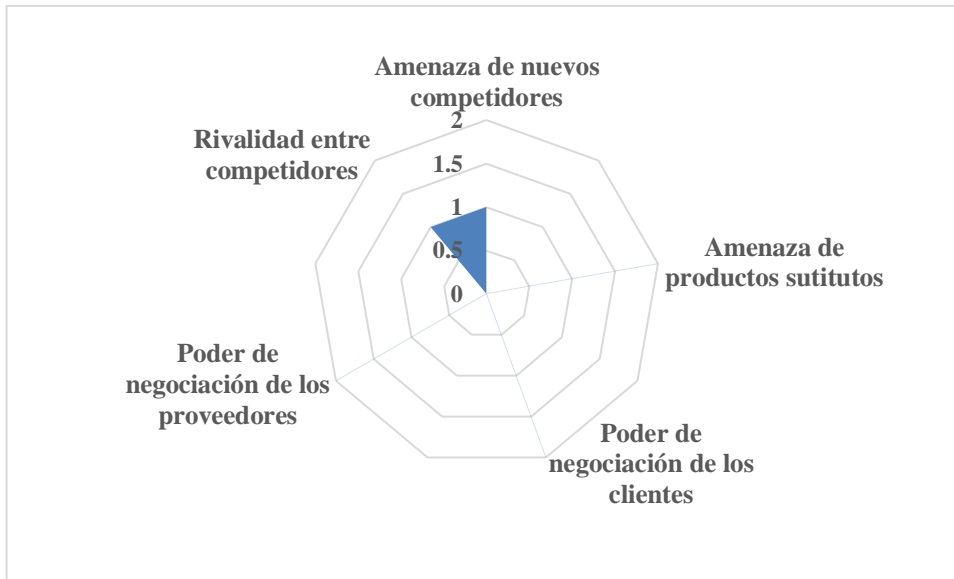 Amenaza de nuevos
competidores
2
1.5
1
0.5
0
Rivalidad entre
competidores
Amenaza de
productos sutitutos
Poder de
negociación de los
proveedores
Poder de
negociación de los
clientes